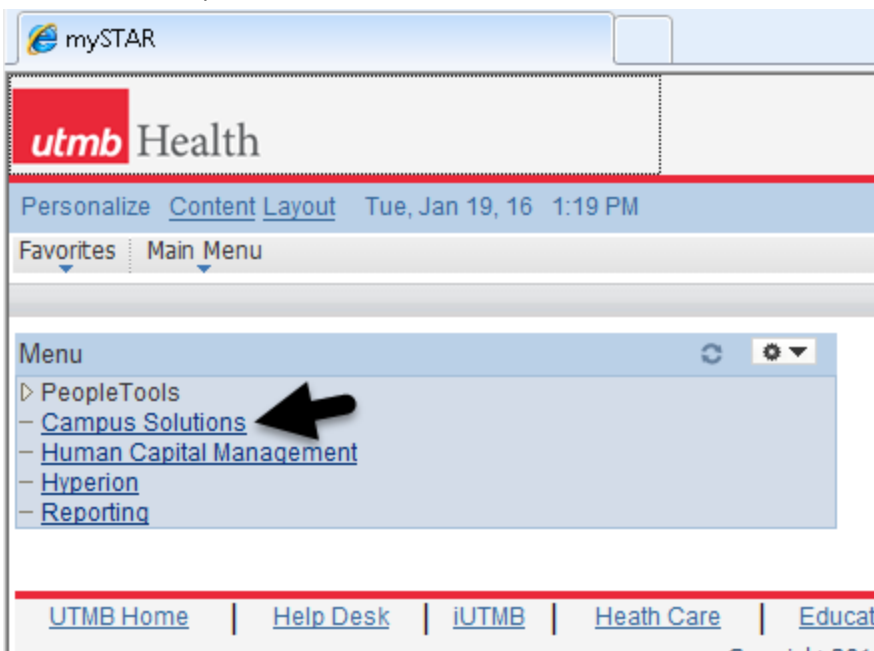 mySTAR
utmb Health
Personalize Content Layout Tue, Jan 19, 16 1:19 PM
Favorites Main Menu
Menu
PeopleTools
Campus Solutions
Human Capital Management
Hyperion
Reporting
UTMB Home | Help Desk | iUTMB | Heath Care |